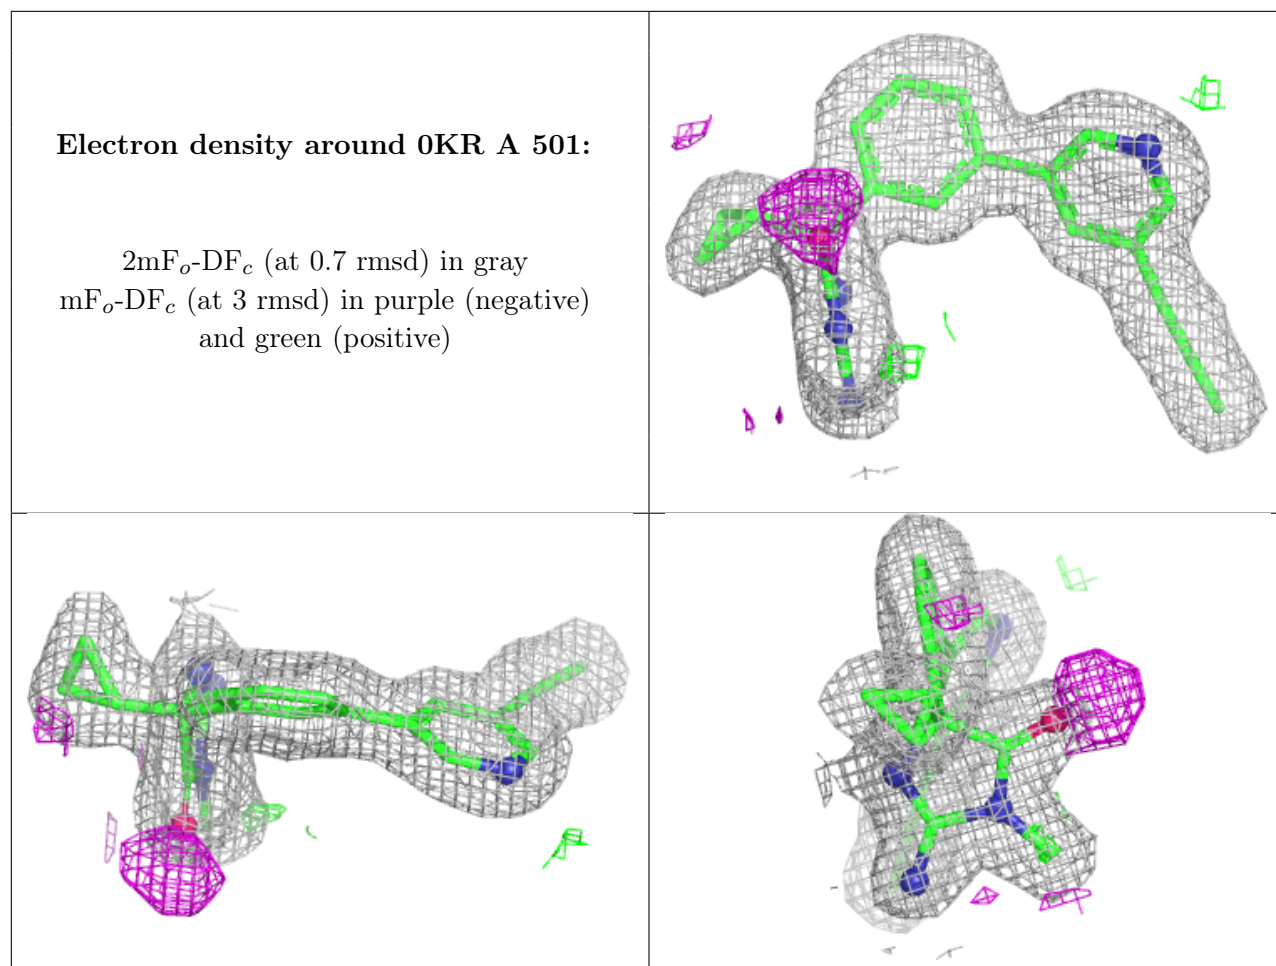 Electron density around 0KR A 501:
2mFo-DFc (at 0.7 rmsd) in gray
mFo-DFc (at 3 rmsd) in purple (negative)
and green (positive)